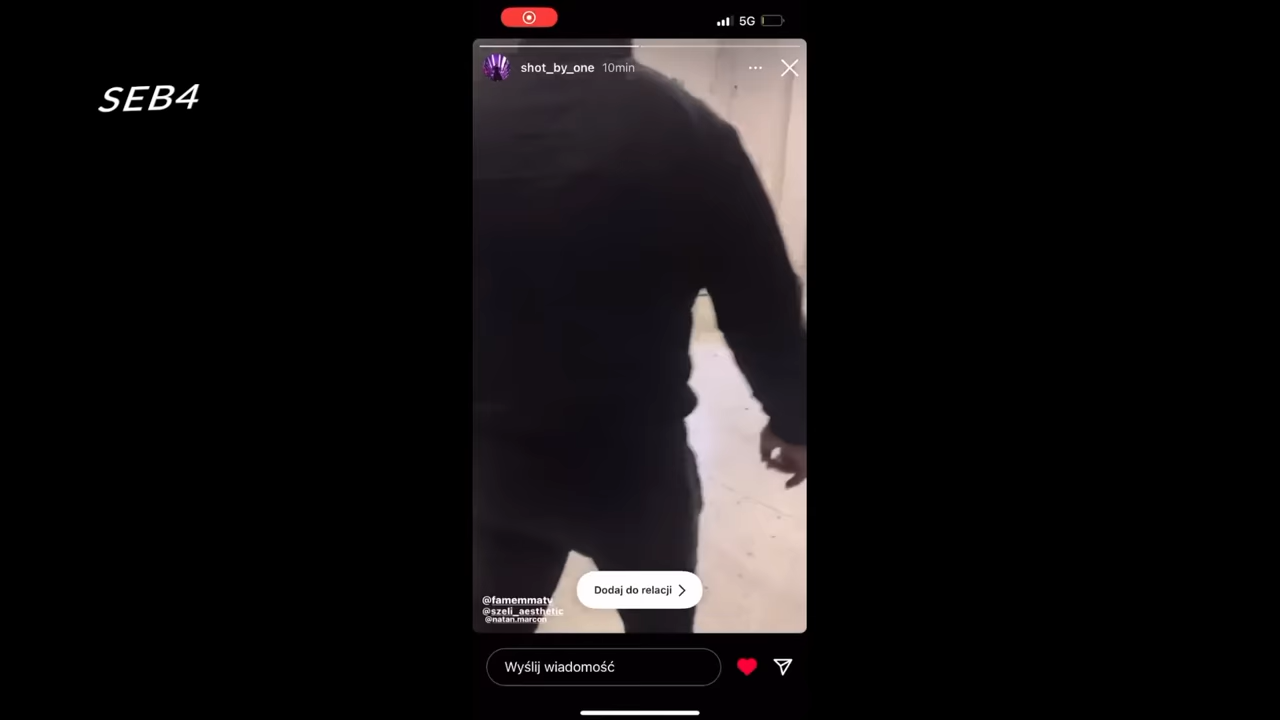 5G
shot_by_one 10min
SEB4
Dodaj do relacji
@famemmatv
@szeli_aesthetic
@natan.marcon
Wyślij wiadomość